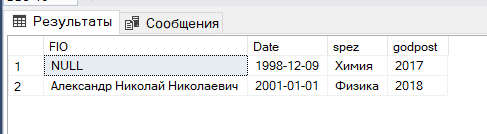 Результаты Сообщения
FIO Date spez godpost
1 NULL 1998-12-09 Химия 2017
2 Александр Николай Николаевич 2001-01-01 Физика 2018